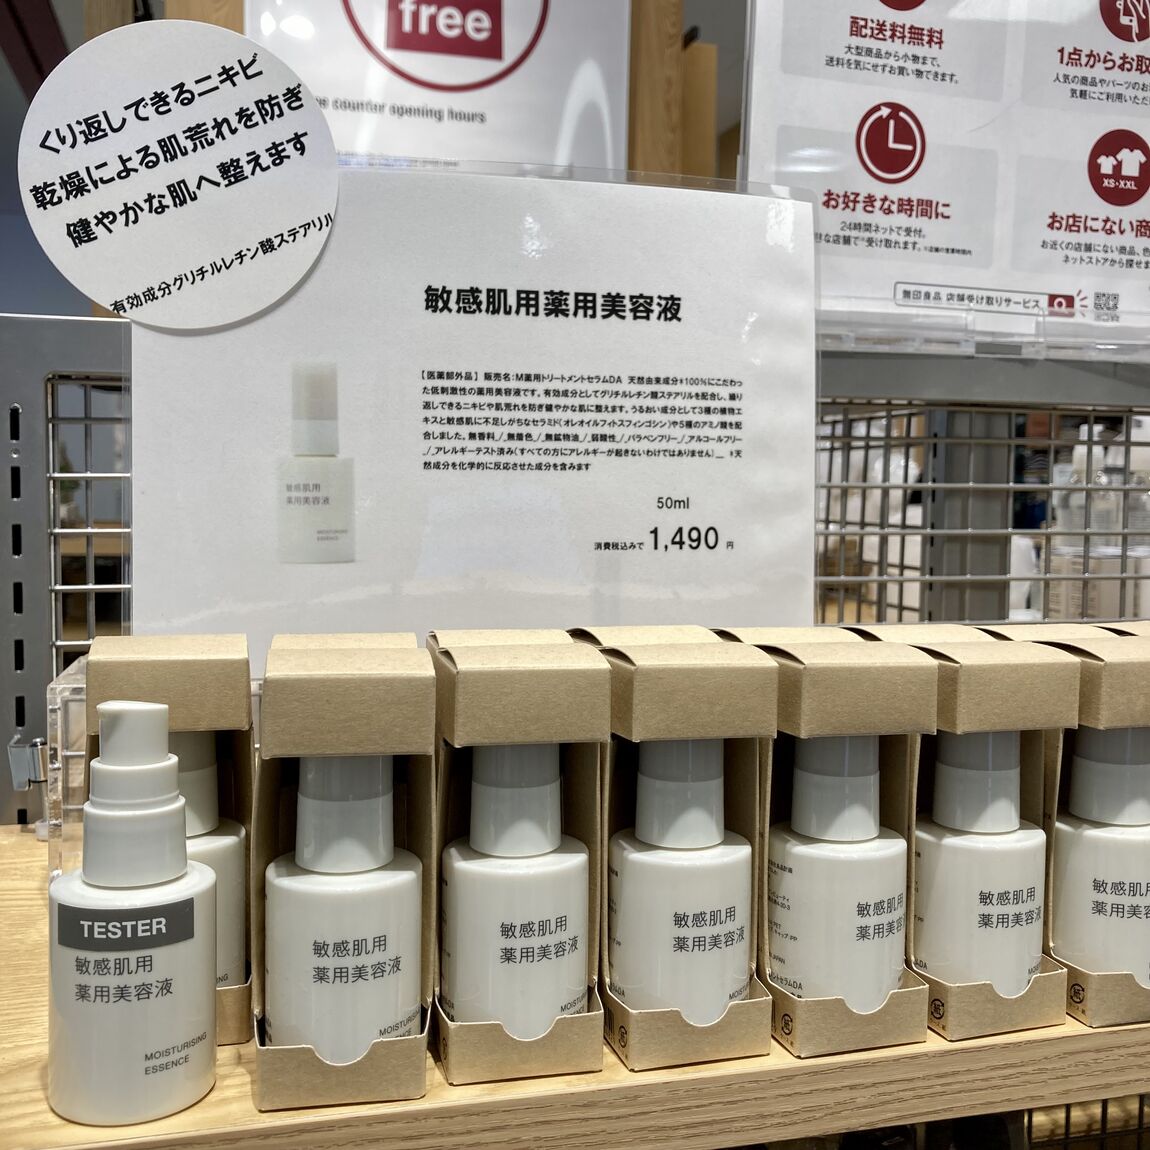 free
counter opening hours
配送料無料
大型商品から小物まで、
送料を気にせずお買い物できます。
1点からお取
人気の商品やパーツのお
気軽にご利用いただ
お好きな時間に
24時間ネットで受付。
な店舗で受け取れます。
XS-XXL
お店にない商
お近くの店舗にない商品、色
ネットストアから探せま
無印良品 店舗受け取りサービス
くり返しできるニキビ
乾燥による肌荒れを防ぎ
健やかな肌へ整えます
有効成分グリチルレチン酸ステアリル
敏感肌用薬用美容液
【医薬部外品】 販売名：M薬用トリートメントセラムDA 天然由来成分*100%にこだわっ
た低刺激性の薬用美容液です。有効成分としてグリチルレチン酸ステアリルを配合し、繰り
返しできるニキビや肌荒れを防ぎ健やかな肌に整えます。うるおい成分として3種の植物エ
キスと敏感肌に不足しがちなセラミド（オレオイルフィトスフィンゴシン）や5種のアミノ酸を配
合しました。無香料_/_無着色_/_無鉱物油_/_弱酸性_/_パラベンフリー_/_アルコールフリー
_/_アレルギーテスト済み（すべての方にアレルギーが起きないわけではありません）__ *天
然成分を化学的に反応させた成分を含みます
50ml
消費税込みで 1,490 円
敏感肌用
薬用美容液
MOISTURISING
ESSENCE
TESTER
敏感肌用
薬用美容液
MOISTURISING
ESSENCE
敏感肌用
薬用美容液
MOISTURISING
敏感肌用
薬用美容液
敏感肌用
薬用美容液
敏感肌用
薬用美容液
敏感肌用
薬用美容液
敏感肌
薬用美容